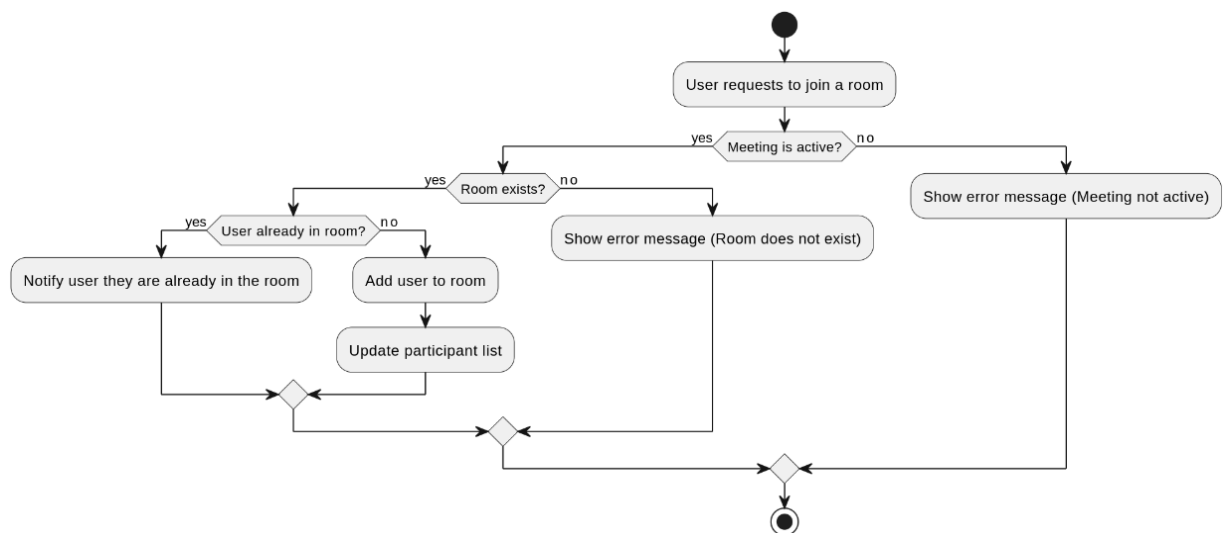 User requests to join a room
yes
Meeting is active?
no
yes
Room exists?
no
Show error message (Meeting not active)
yes
User already in room?
no
Show error message (Room does not exist)
Notify user they are already in the room
Add user to room
Update participant list